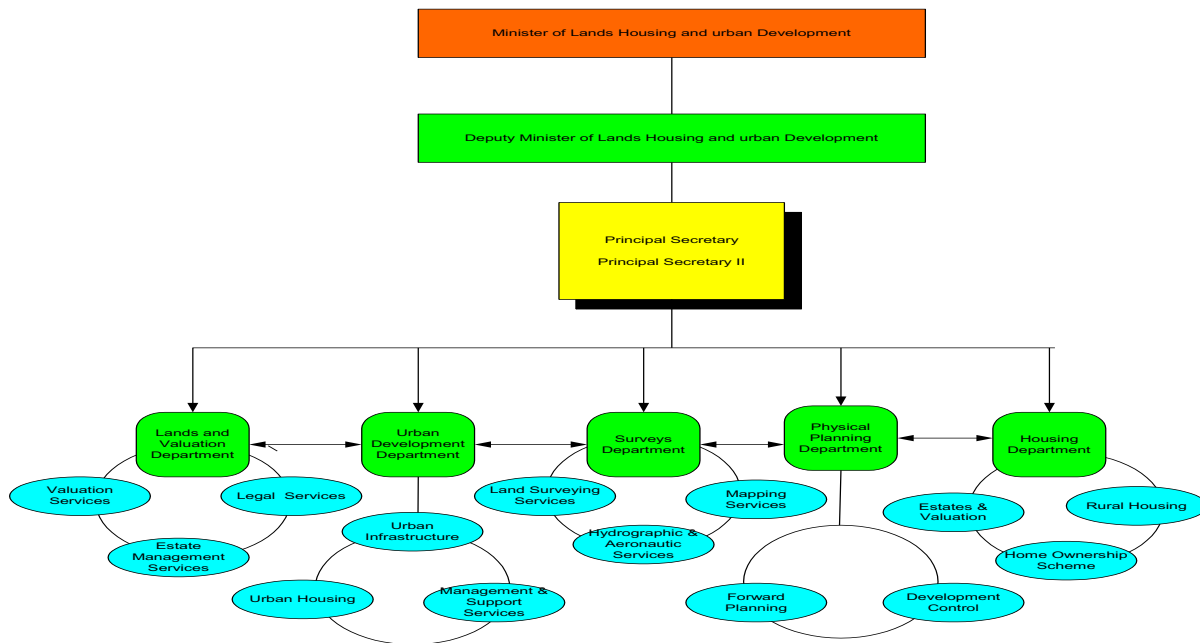 Minister of Lands Housing and urban Development
Deputy Minister of Lands Housing and urban Development
Principal Secretary
Principal Secretary II
Lands and
Valuation
Department
Urban
Development
Department
Surveys
Department
Physical
Planning
Department
Housing
Department
Valuation
Services
Legal Services
Estate
Management
Services
Urban
Infrastructure
Urban Housing
Management &
Support
Services
Land Surveying
Services
Mapping
Services
Hydrographic &
Aeronautic
Services
Forward
Planning
Development
Control
Estates &
Valuation
Rural Housing
Home Ownership
Scheme